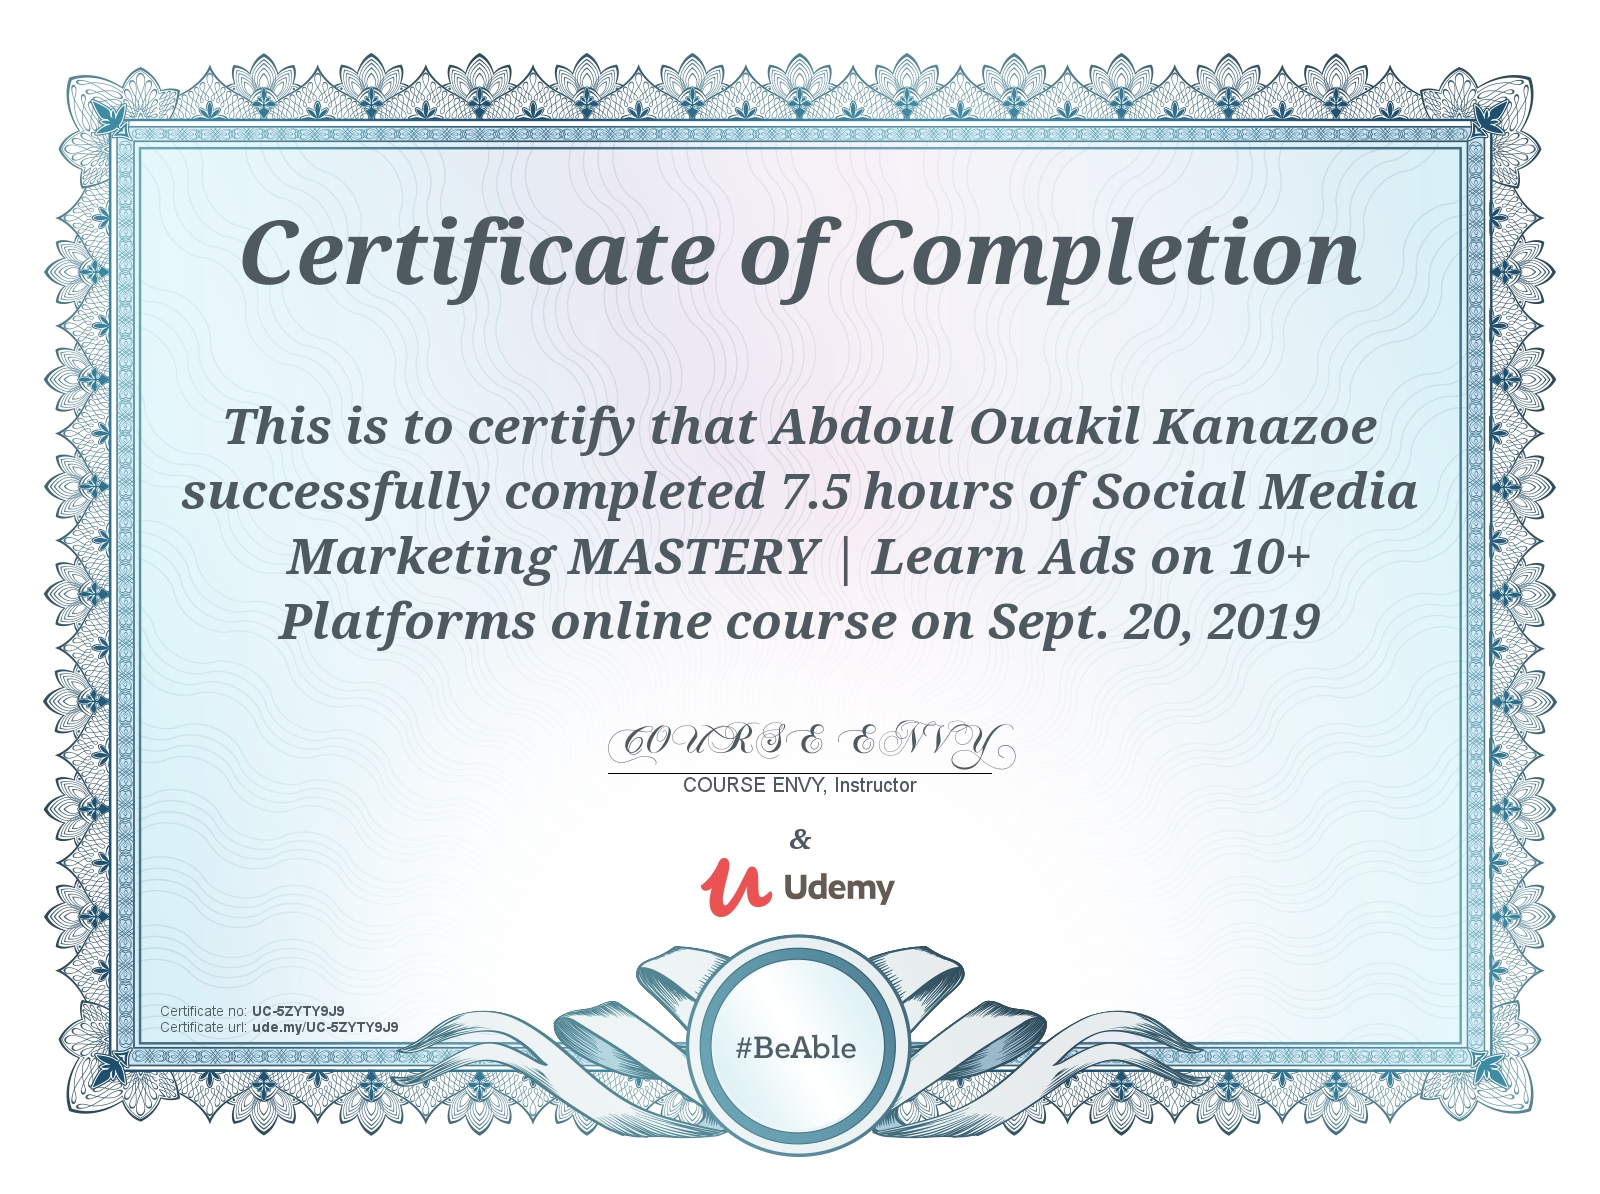 Certificate of Completion
This is to certify that Abdoul Ouakil Kanazoe
successfully completed 7.5 hours of Social Media
Marketing MASTERY | Learn Ads on 10+
Platforms online course on Sept. 20, 2019
COURSE ENVY
COURSE ENVY, Instructor
&
Udemy
Certificate no: UC-5ZYTY9J9
Certificate url: ude.my/UC-5ZYTY9J9
#BeAble